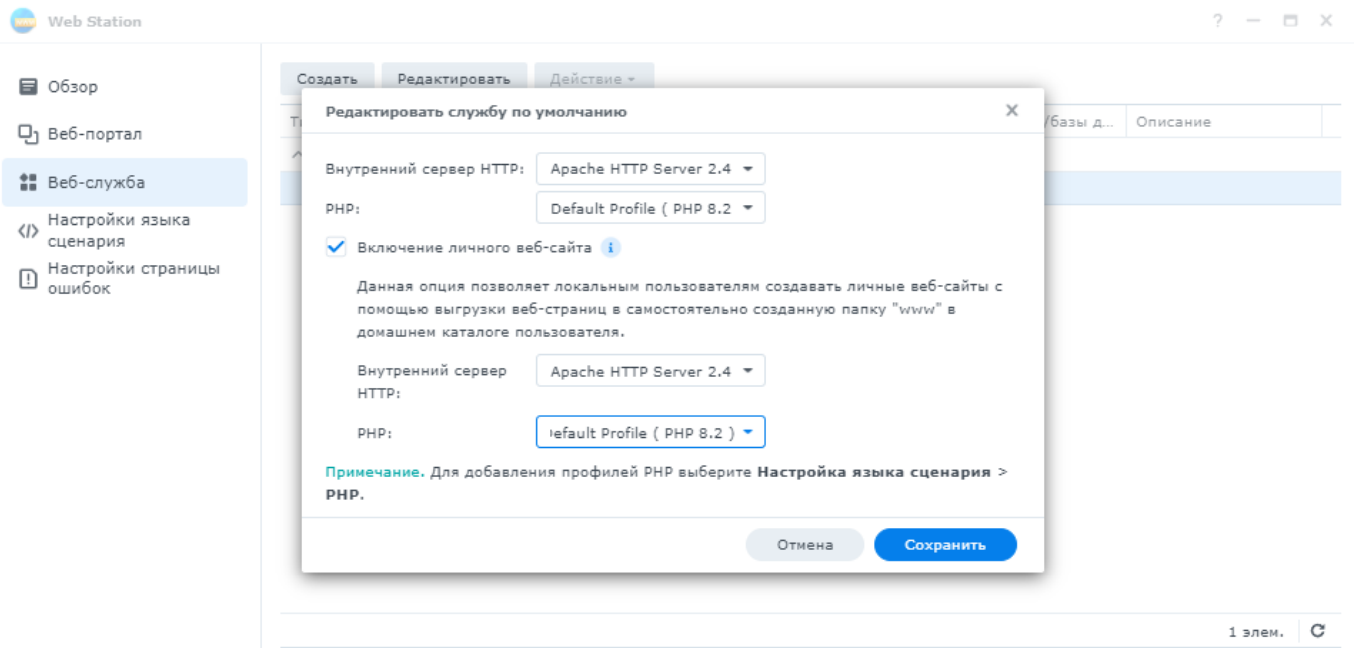 Web Station
Обзор
Веб-портал
Веб-служба
Настройки языка
сценария
Настройки страницы
ошибок
Создать
Редактировать
Действие
/базы д...
Описание
Редактировать службу по умолчанию
Внутренний сервер HTTP:
Apache HTTP Server 2.4
PHP:
Default Profile ( PHP 8.2
Включение личного веб-сайта
Данная опция позволяет локальным пользователям создавать личные веб-сайты с
помощью выгрузки веб-страниц в самостоятельно созданную папку "www" в
домашнем каталоге пользователя.
Внутренний сервер
HTTP:
Apache HTTP Server 2.4
PHP:
efault Profile ( PHP 8.2 )
Примечание. Для добавления профилей PHP выберите Настройка языка сценария >
PHP.
Отмена
Сохранить
1 элем.